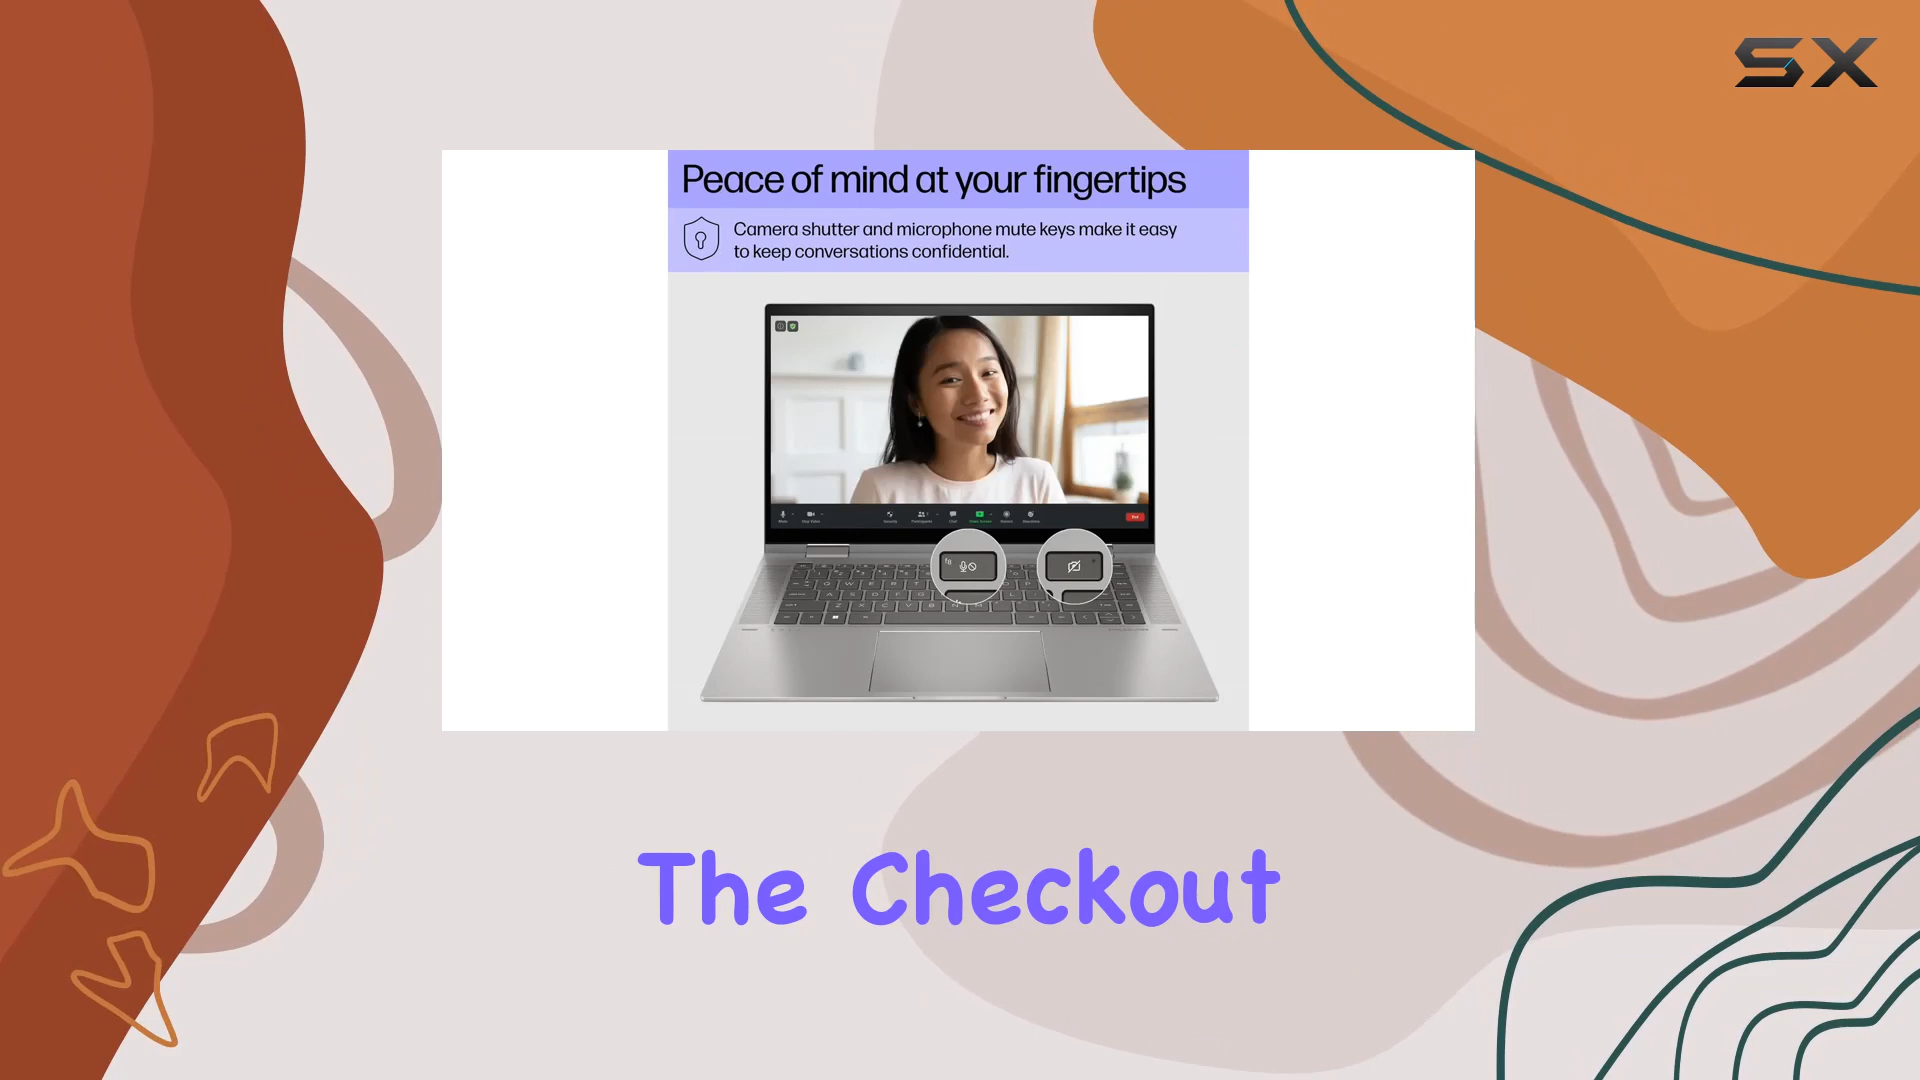 SX
Peace of mind at your fingertips
Camera shutter and microphone mute keys make it easy
to keep conversations confidential.
The Checkout